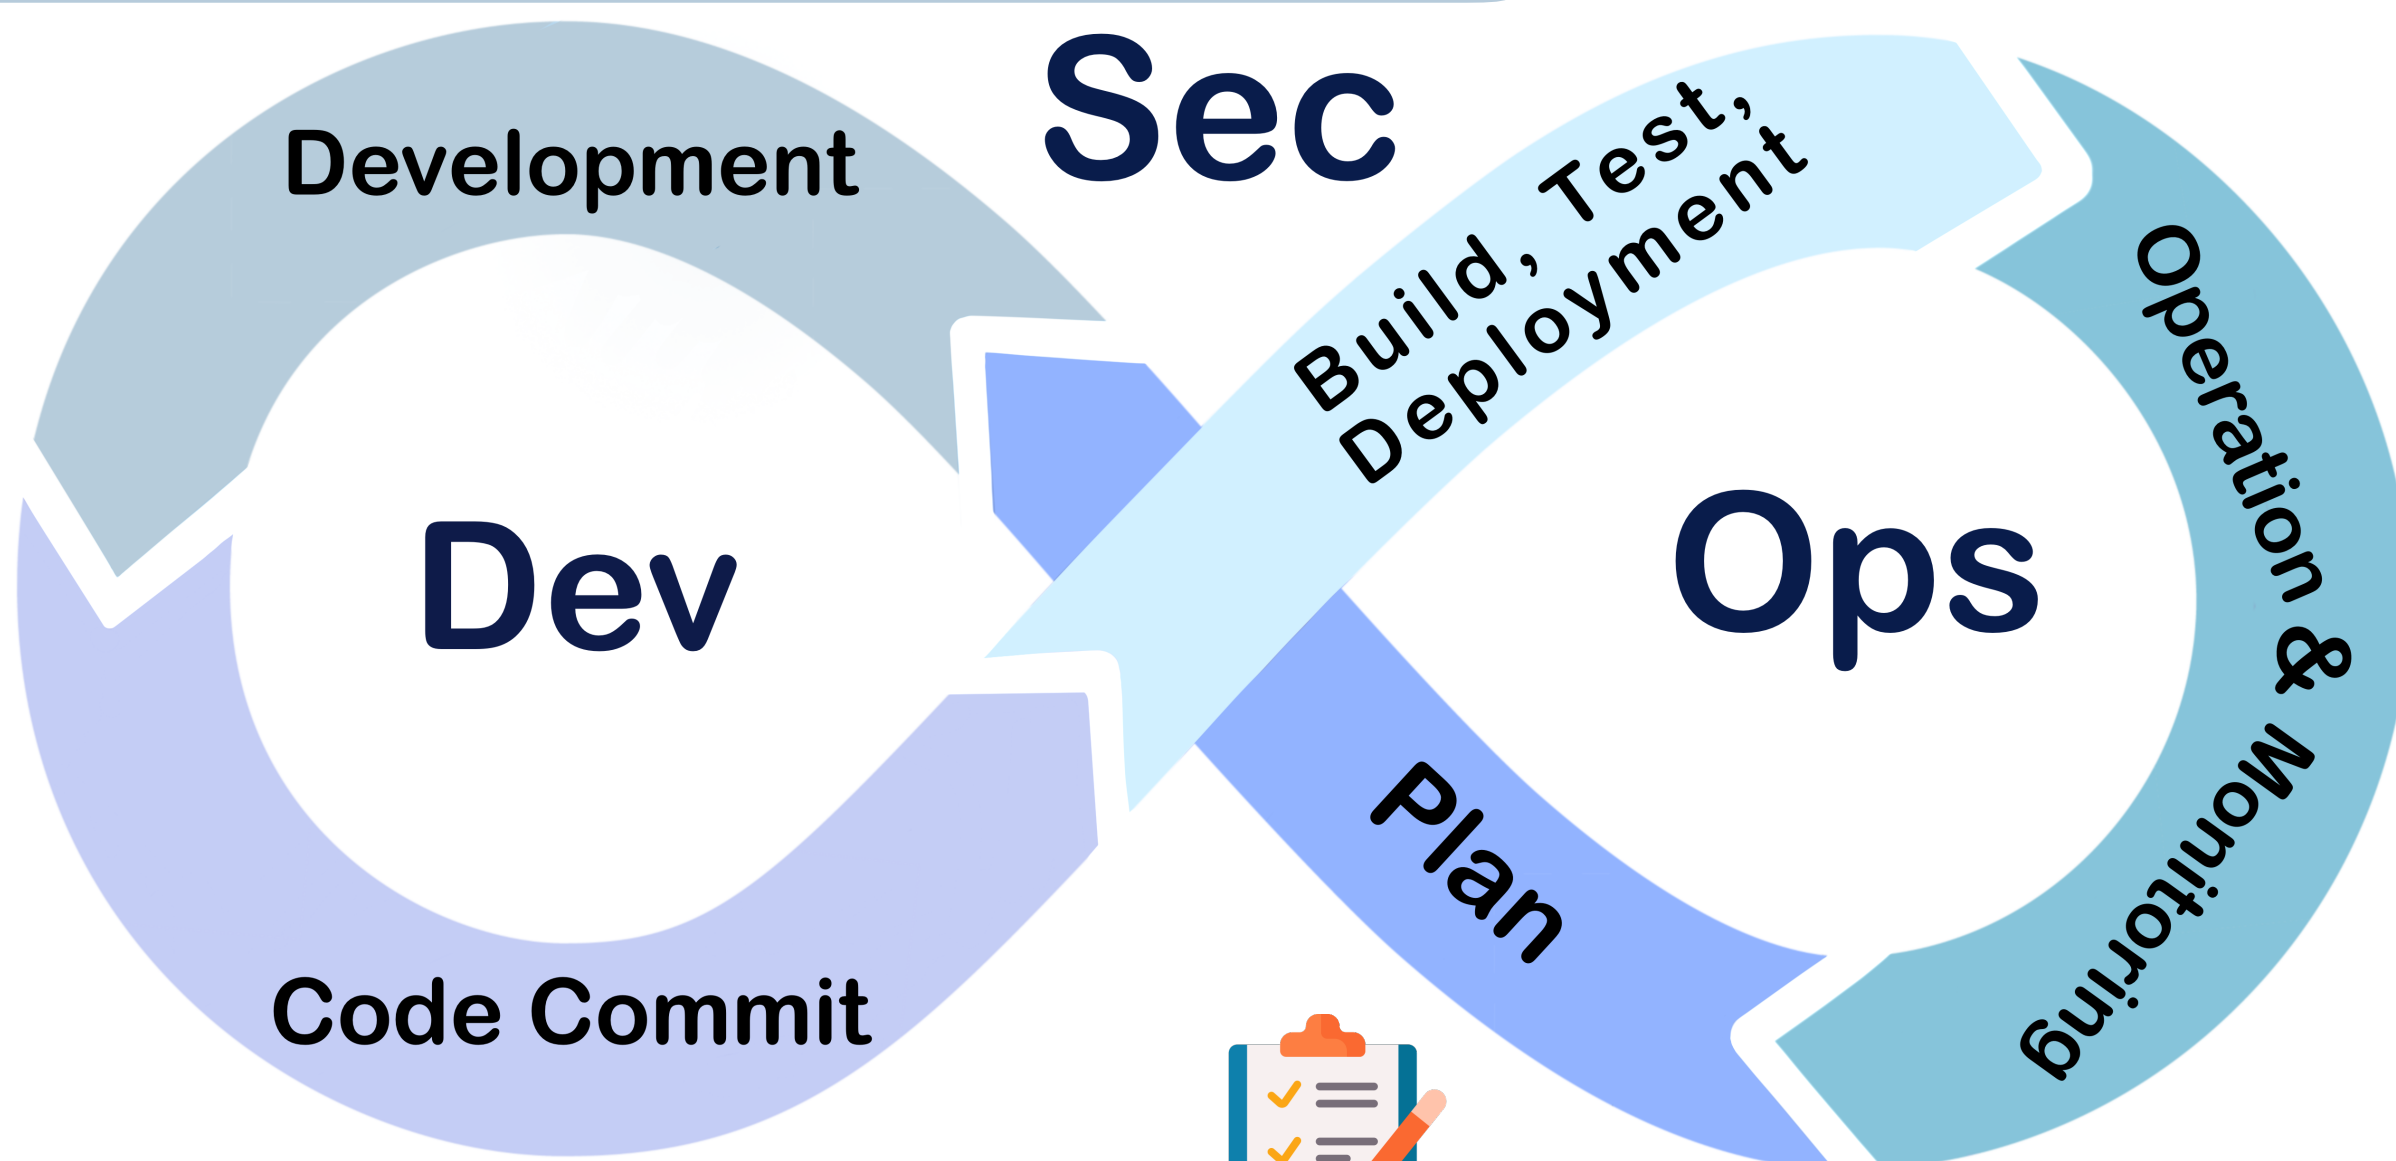 Sec
Development
Build, Test,
Deployment
Dev
Ops
Operation & Monitoring
Plan
Code Commit